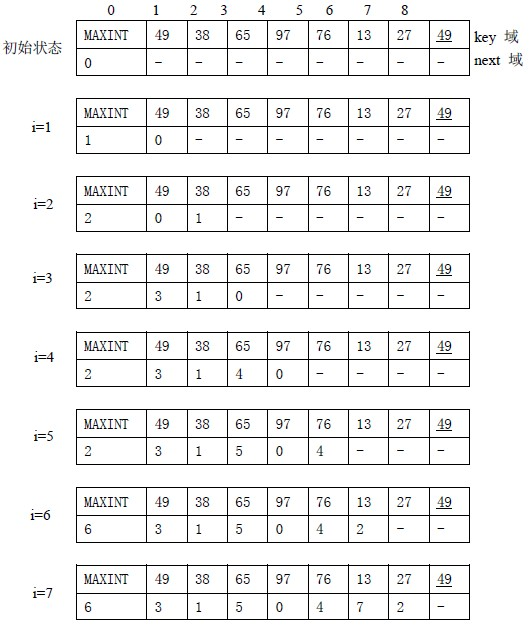 0 1 2 3 4 5 6 7 8
初始状态
MAXINT 49 38 65 97 76 13 27 49 key 域
0 - - - - - - - - next 域
i=1
MAXINT 49 38 65 97 76 13 27 49
1 0 - - - - - - -
i=2
MAXINT 49 38 65 97 76 13 27 49
2 0 1 - - - - - -
i=3
MAXINT 49 38 65 97 76 13 27 49
2 3 1 0 - - - - -
i=4
MAXINT 49 38 65 97 76 13 27 49
2 3 1 4 0 - - - -
i=5
MAXINT 49 38 65 97 76 13 27 49
2 3 1 5 0 4 - - -
i=6
MAXINT 49 38 65 97 76 13 27 49
6 3 1 5 0 4 2 - -
i=7
MAXINT 49 38 65 97 76 13 27 49
6 3 1 5 0 4 7 2 -